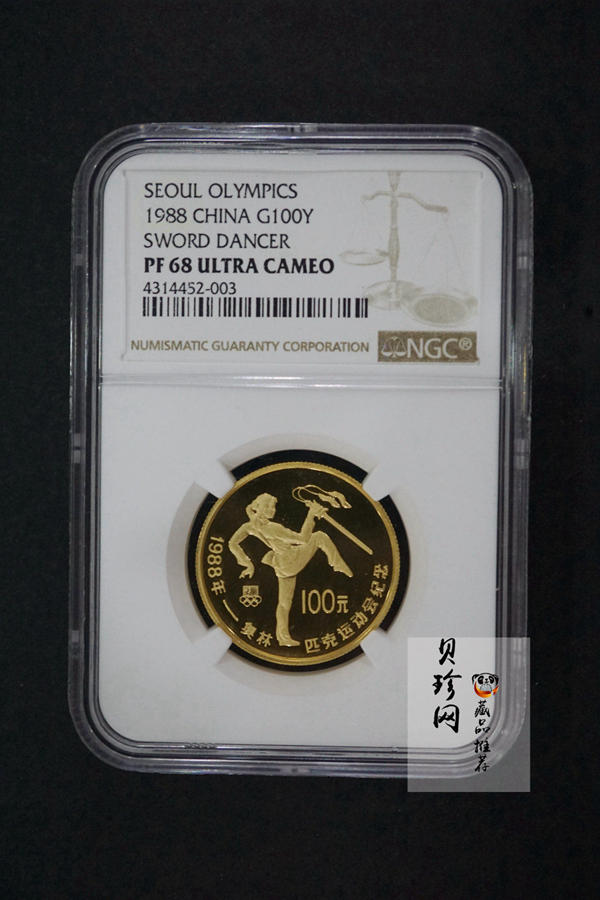 SEOUL OLYMPICS
1988 CHINA G100Y
SWORD DANCER
PF 68 ULTRA CAMEO
4314452-003
NUMISMATIC GUARANTY CORPORATION NGC®
100元
1988年—奥林匹克运动会纪念
贝珍网
藏品推荐